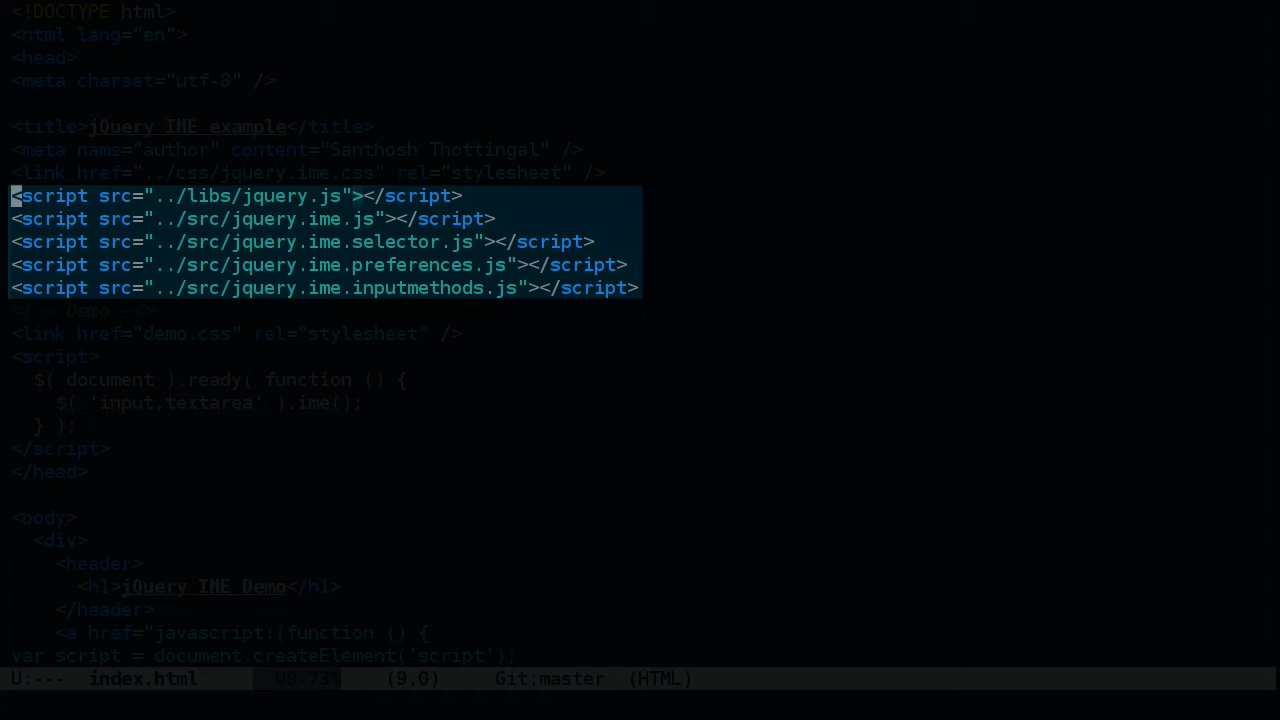 <!DOCTYPE html>
<html lang="en">
<head>
<meta charset="utf-8" />
<title>jQuery IME example</title>
<meta name="author" content="Santhosh Thottingal" />
<link href="../css/jquery.ime.css" rel="stylesheet" />
<script src="../libs/jquery.js"></script>
<script src="../src/jquery.ime.js"></script>
<script src="../src/jquery.ime.selector.js"></script>
<script src="../src/jquery.ime.preferences.js"></script>
<script src="../src/jquery.ime.inputmethods.js"></script>
<!-- Demo -->
<link href="demo.css" rel="stylesheet" />
<script>
$( document ).ready( function () {
$( 'input,textarea' ).ime();
} );
</script>
</head>
<body>
<div>
<header>
<h1>jQuery IME Demo</h1>
</header>
<a href="javascript:(function () {
var script = document.createElement('script');
U:--- index.html 00-73% (9,0) Git:master (HTML)